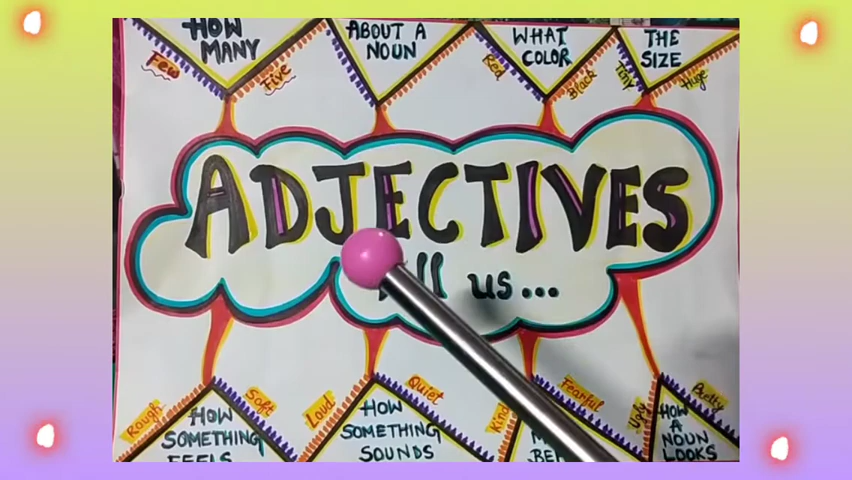 HOW
MANY
Few
Five
ABOUT A
NOUN
WHAT
COLOR
Red
Black
THE
SIZE
Tiny
Huge
ADJECTIVES
us...
Rough
Soft
HOW
SOMETHING
FEELS
Loud
Quiet
HOW
SOMETHING
SOUNDS
Kind
Fearful
Ugly
Pretty
HOW
A
NOUN
LOOKS